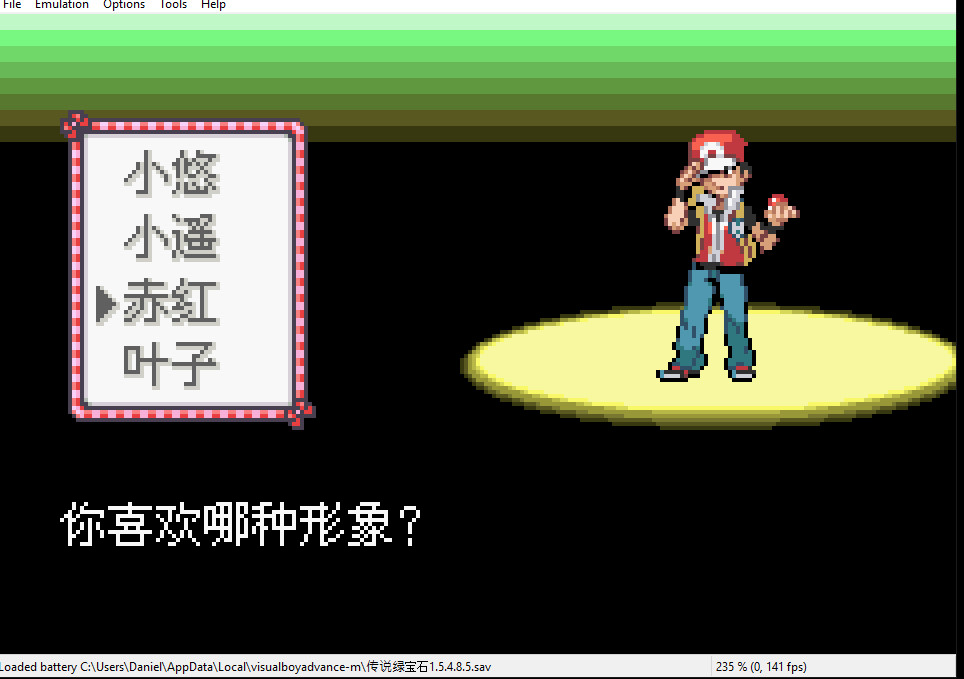 File Emulation Options Tools Help
小悠
小遥
赤红
叶子
你喜欢哪种形象？
Loaded battery C:\Users\Daniel\AppData\Local\visualboyadvance-m\传说绿宝石1.5.4.8.5.sav 235 % (0, 141 fps)